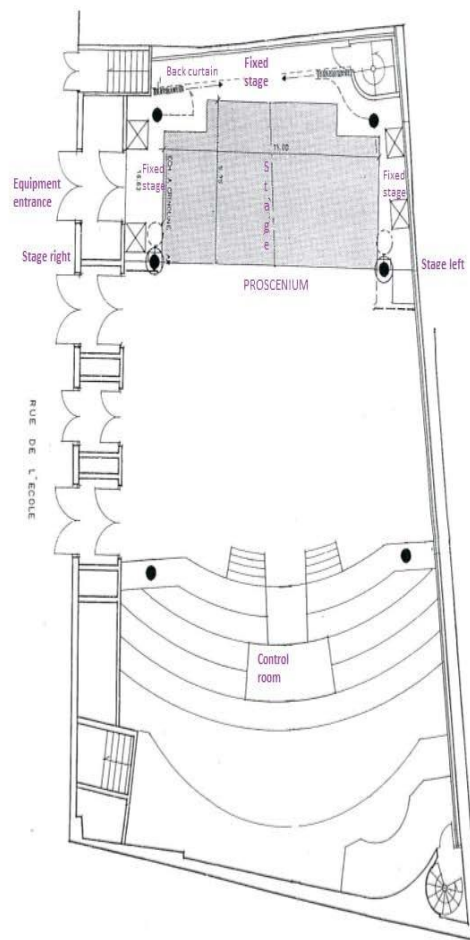 Back curtain
Fixed
stage
Equipment
entrance
Fixed
stage
Stage
Fixed
stage
11,00
Stage right
Stage left
PROSCENIUM
RUE DE L'ECOLE
Control
room